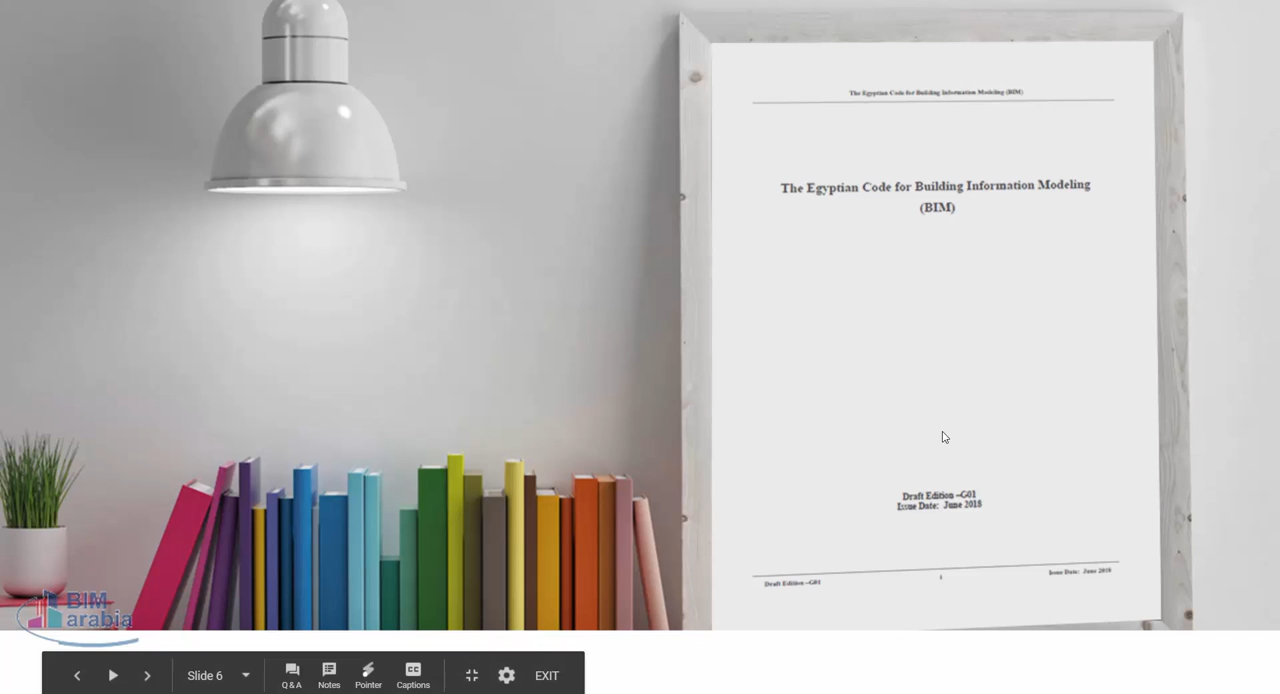 The Egyptian Code for Building Information Modeling (BIM)
The Egyptian Code for Building Information Modeling
(BIM)
Draft Edition –G01
Issue Date: June 2018
Draft Edition –G01
1
Issue Date: June 2018
BIM
arabia
Slide 6
Q & A
Notes
Pointer
Captions
EXIT
CC